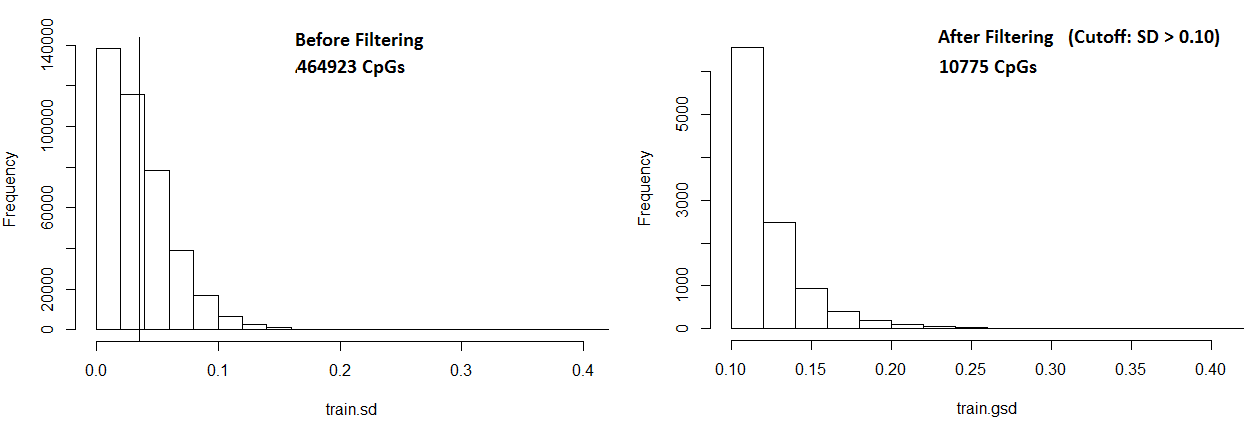 Before Filtering
464923 CpGs
Frequency
0
20000
60000
100000
140000
0.0 0.1 0.2 0.3 0.4
train.sd
After Filtering (Cutoff: SD > 0.10)
10775 CpGs
Frequency
0
1000
3000
5000
0.10 0.15 0.20 0.25 0.30 0.35 0.40
train.gsd